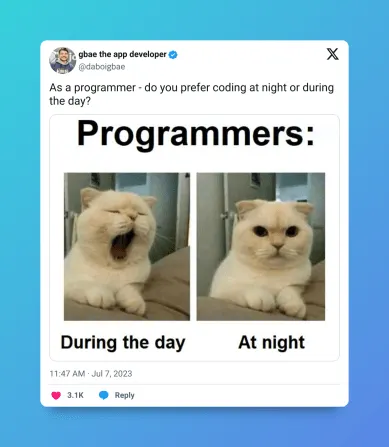 gbae the app developer
@daboigbae
As a programmer - do you prefer coding at night or during
the day?
Programmers:
During the day
At night
11:47 AM · Jul 7, 2023
3.1K
Reply